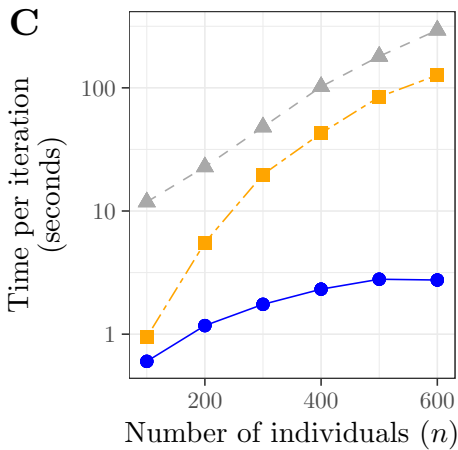 C
Time per iteration
(seconds)
100
10
1
200 400 600
Number of individuals (n)